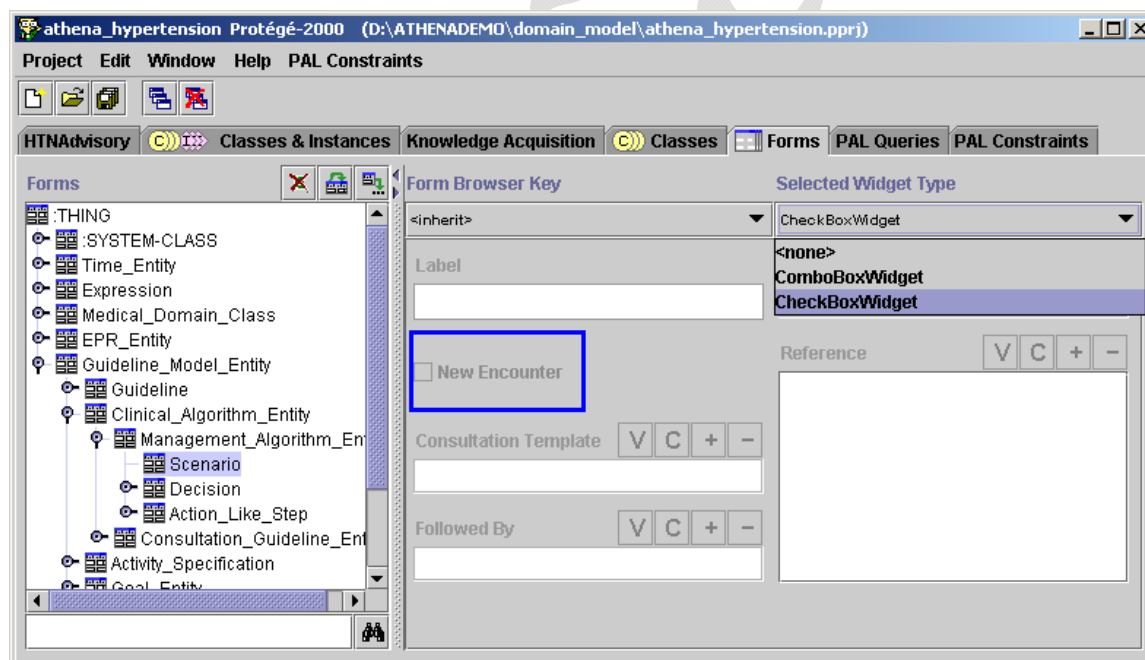 athena_hypertension Protégé-2000 (D:\ATHENADEMO\domain_model\athena_hypertension.pprj)
Project Edit Window Help PAL Constraints
HTNAdvisory Classes & Instances Knowledge Acquisition Classes Forms PAL Queries PAL Constraints
Forms
:THING
:SYSTEM-CLASS
Time_Entity
Expression
Medical_Domain_Class
EPR_Entity
Guideline_Model_Entity
Guideline
Clinical_Algorithm_Entity
Management_Algorithm_En
Scenario
Decision
Action_Like_Step
Consultation_Guideline_Ent
Activity_Specification
Goal_Entity
Form Browser Key
<inherit>
Selected Widget Type
CheckBoxWidget
<none>
ComboBoxWidget
CheckBoxWidget
Label
New Encounter
Reference V C + -
Consultation Template V C + -
Followed By V C + -